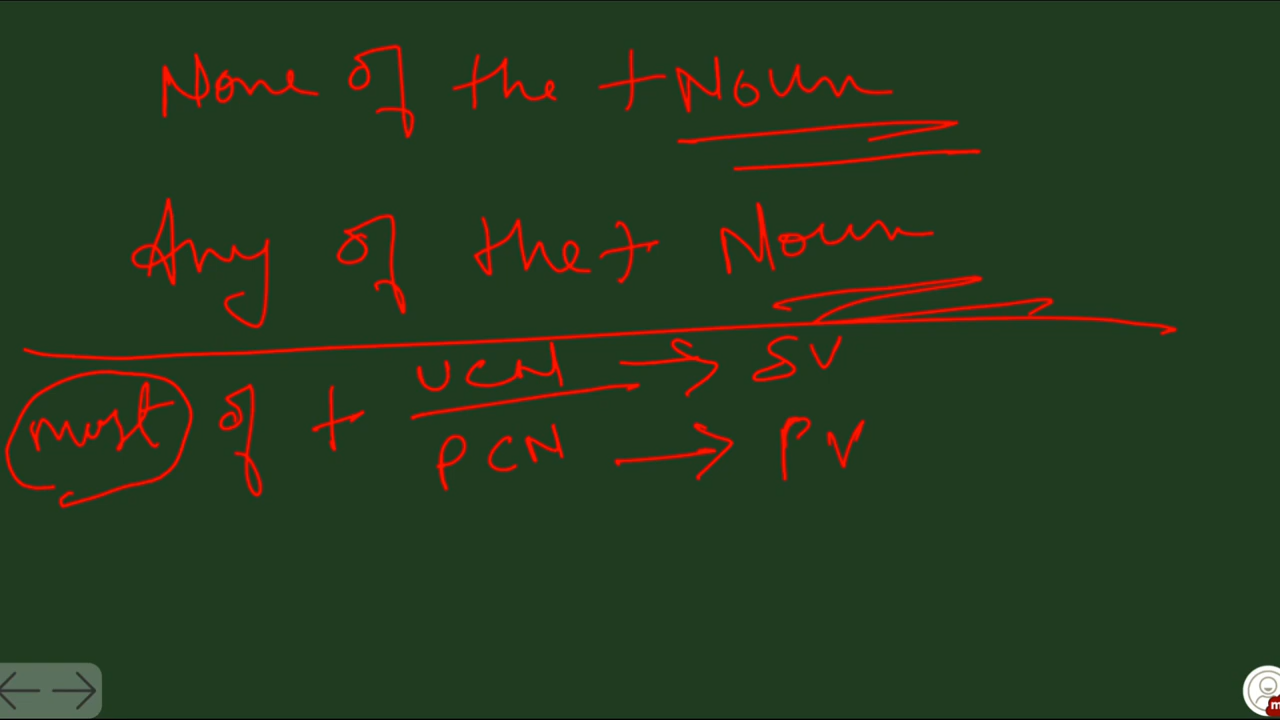 None of the + Noun
Any of the + Noun
most of + UCN → SV
PCN → PV